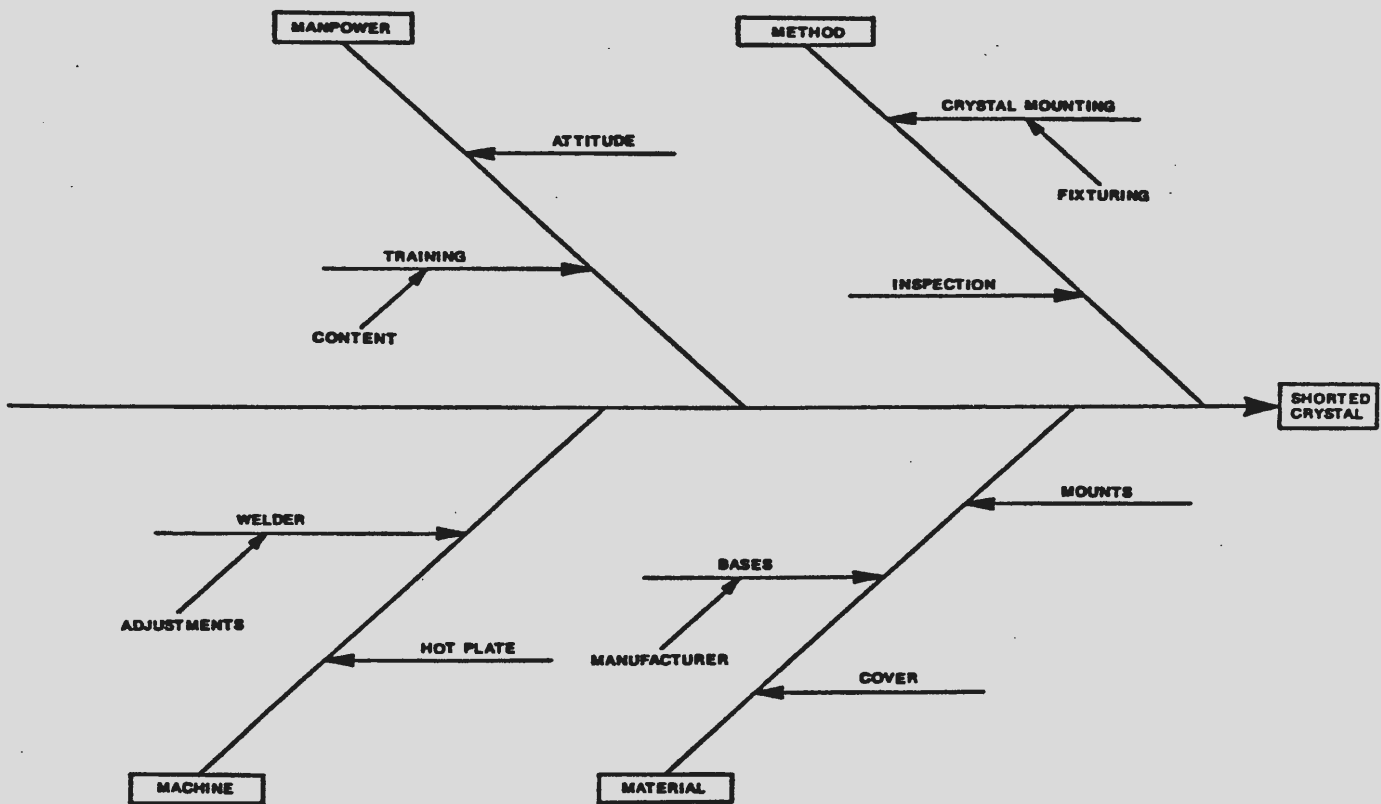 MANPOWER
METHOD
CRYSTAL MOUNTING
ATTITUDE
FIXTURING
TRAINING
INSPECTION
CONTENT
SHORTED
CRYSTAL
MOUNTS
WELDER
BASES
ADJUSTMENTS
HOT PLATE
MANUFACTURER
COVER
MACHINE
MATERIAL